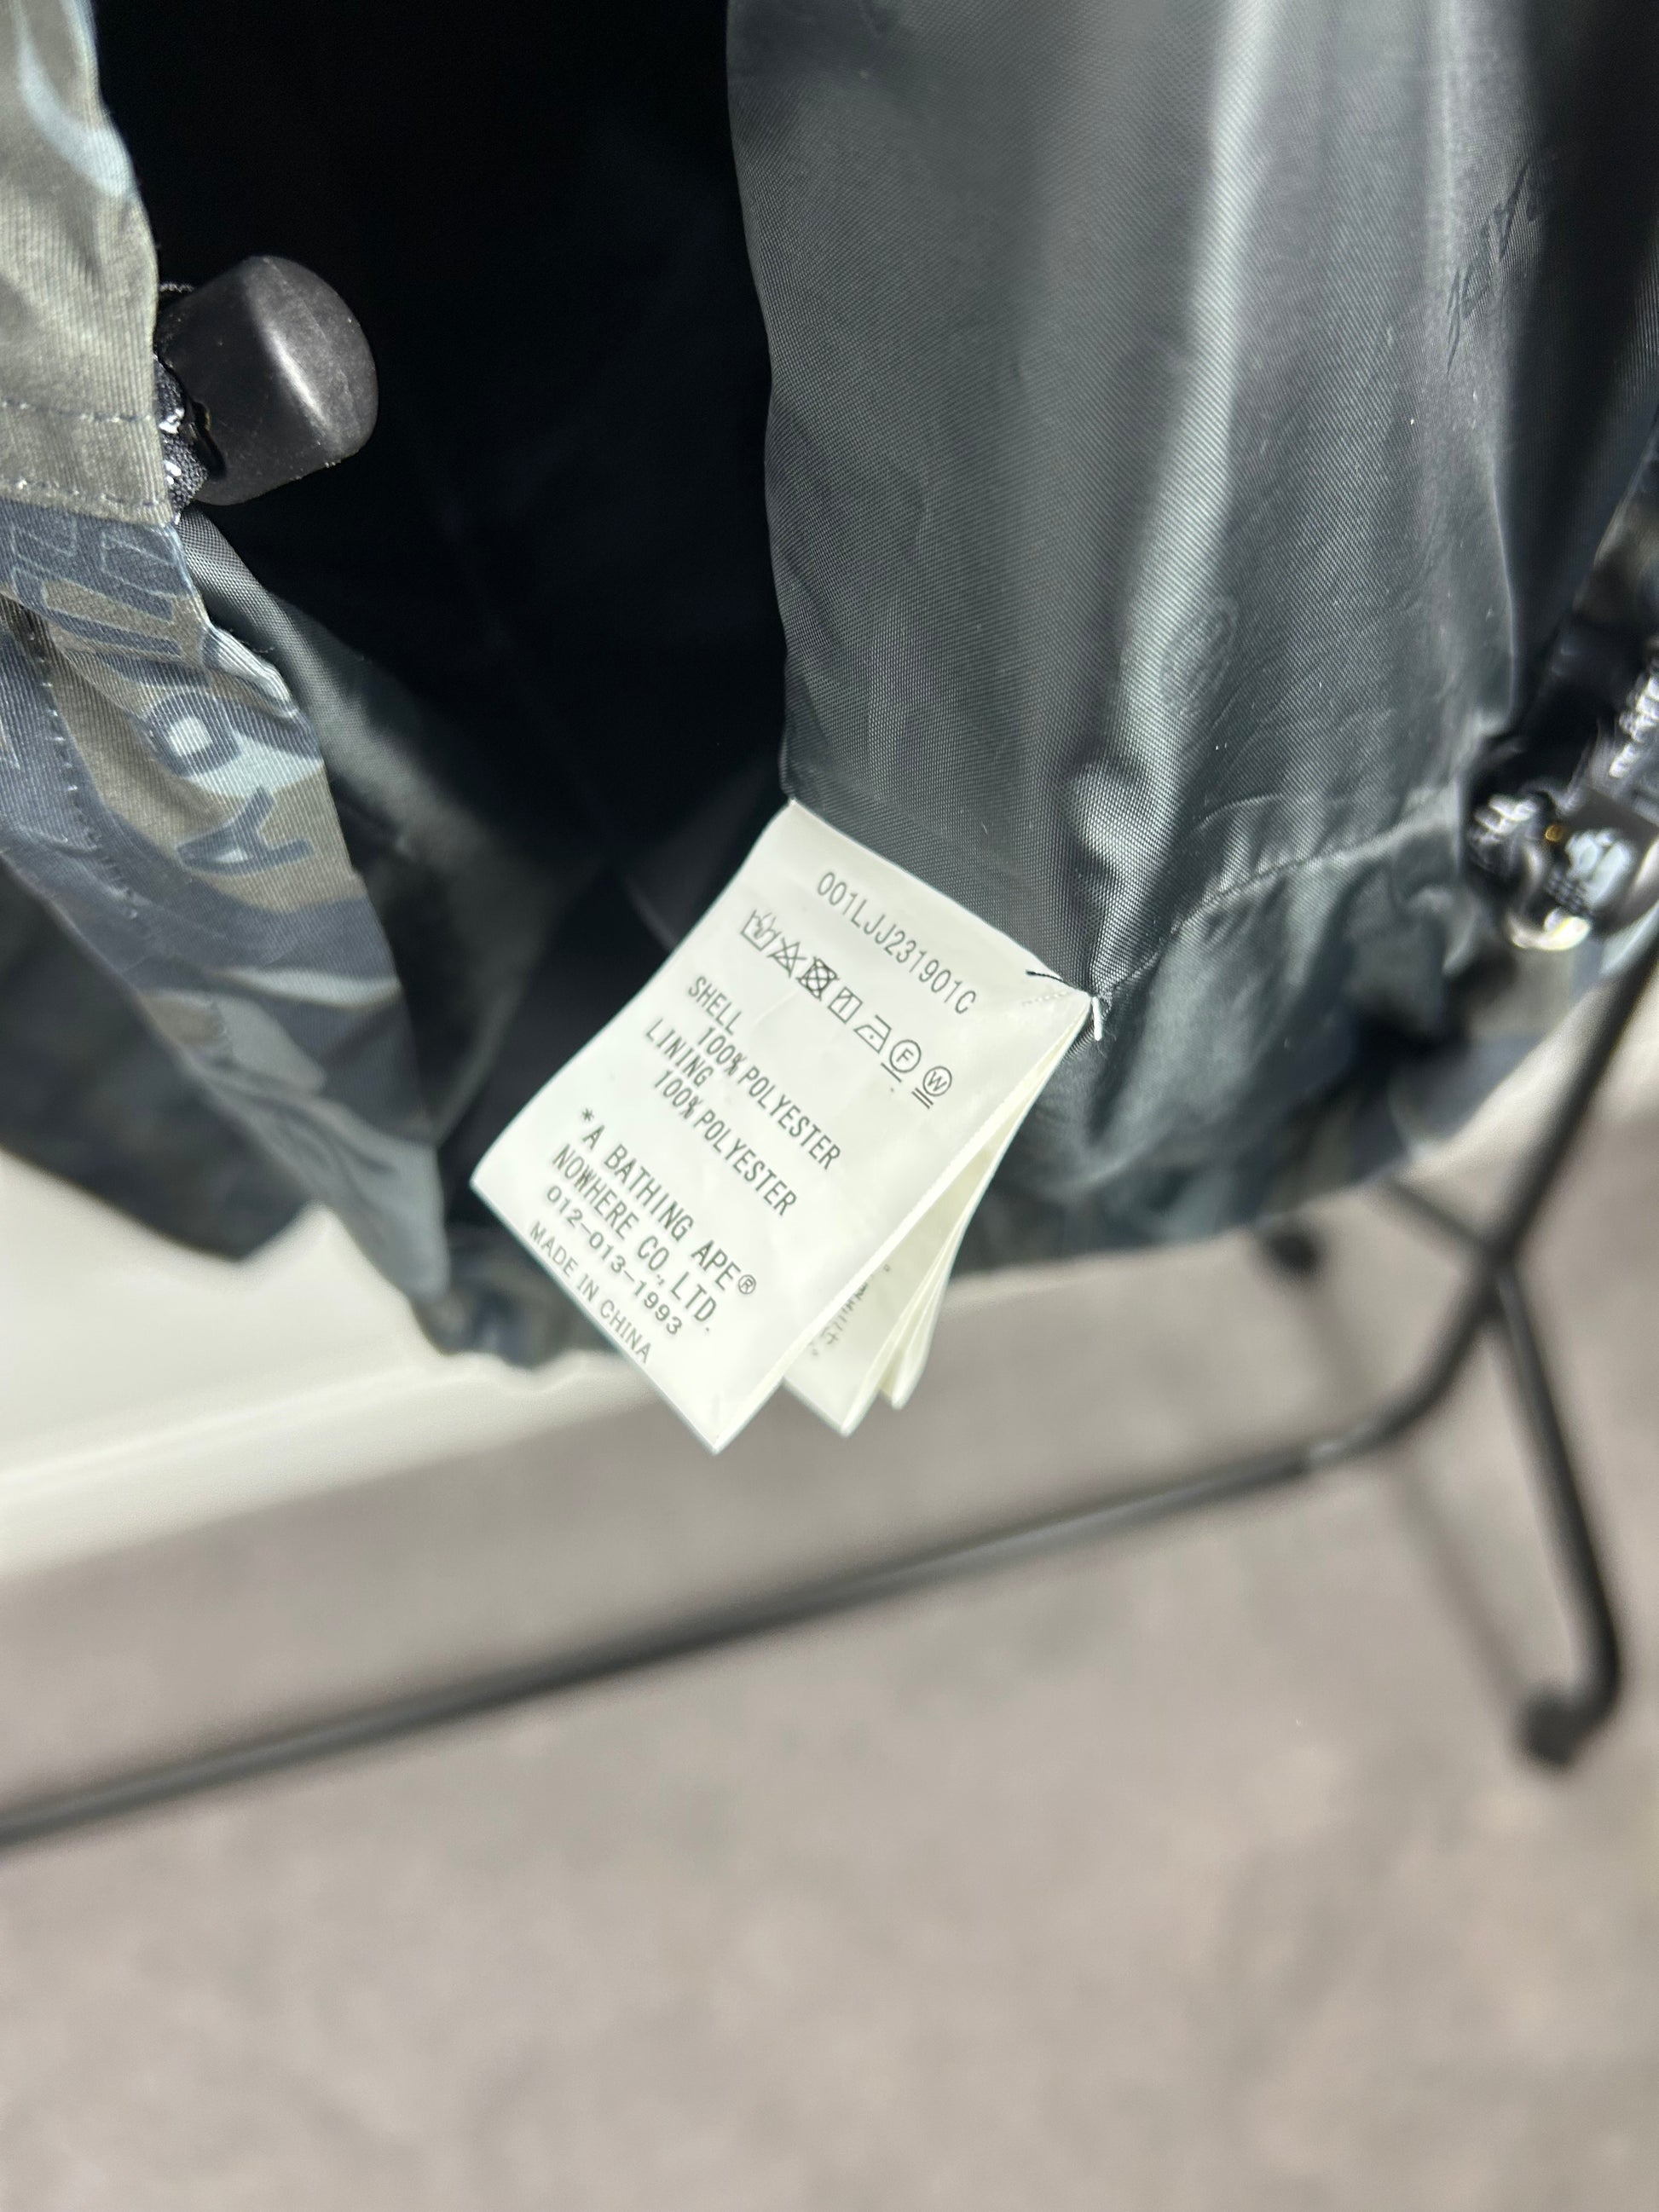 001LJJ231901C
F W
SHELL
100% POLYESTER
LINING
100% POLYESTER
*A BATHING APE®
NOWHERE CO., LTD.
012-013-1993
MADE IN CHINA